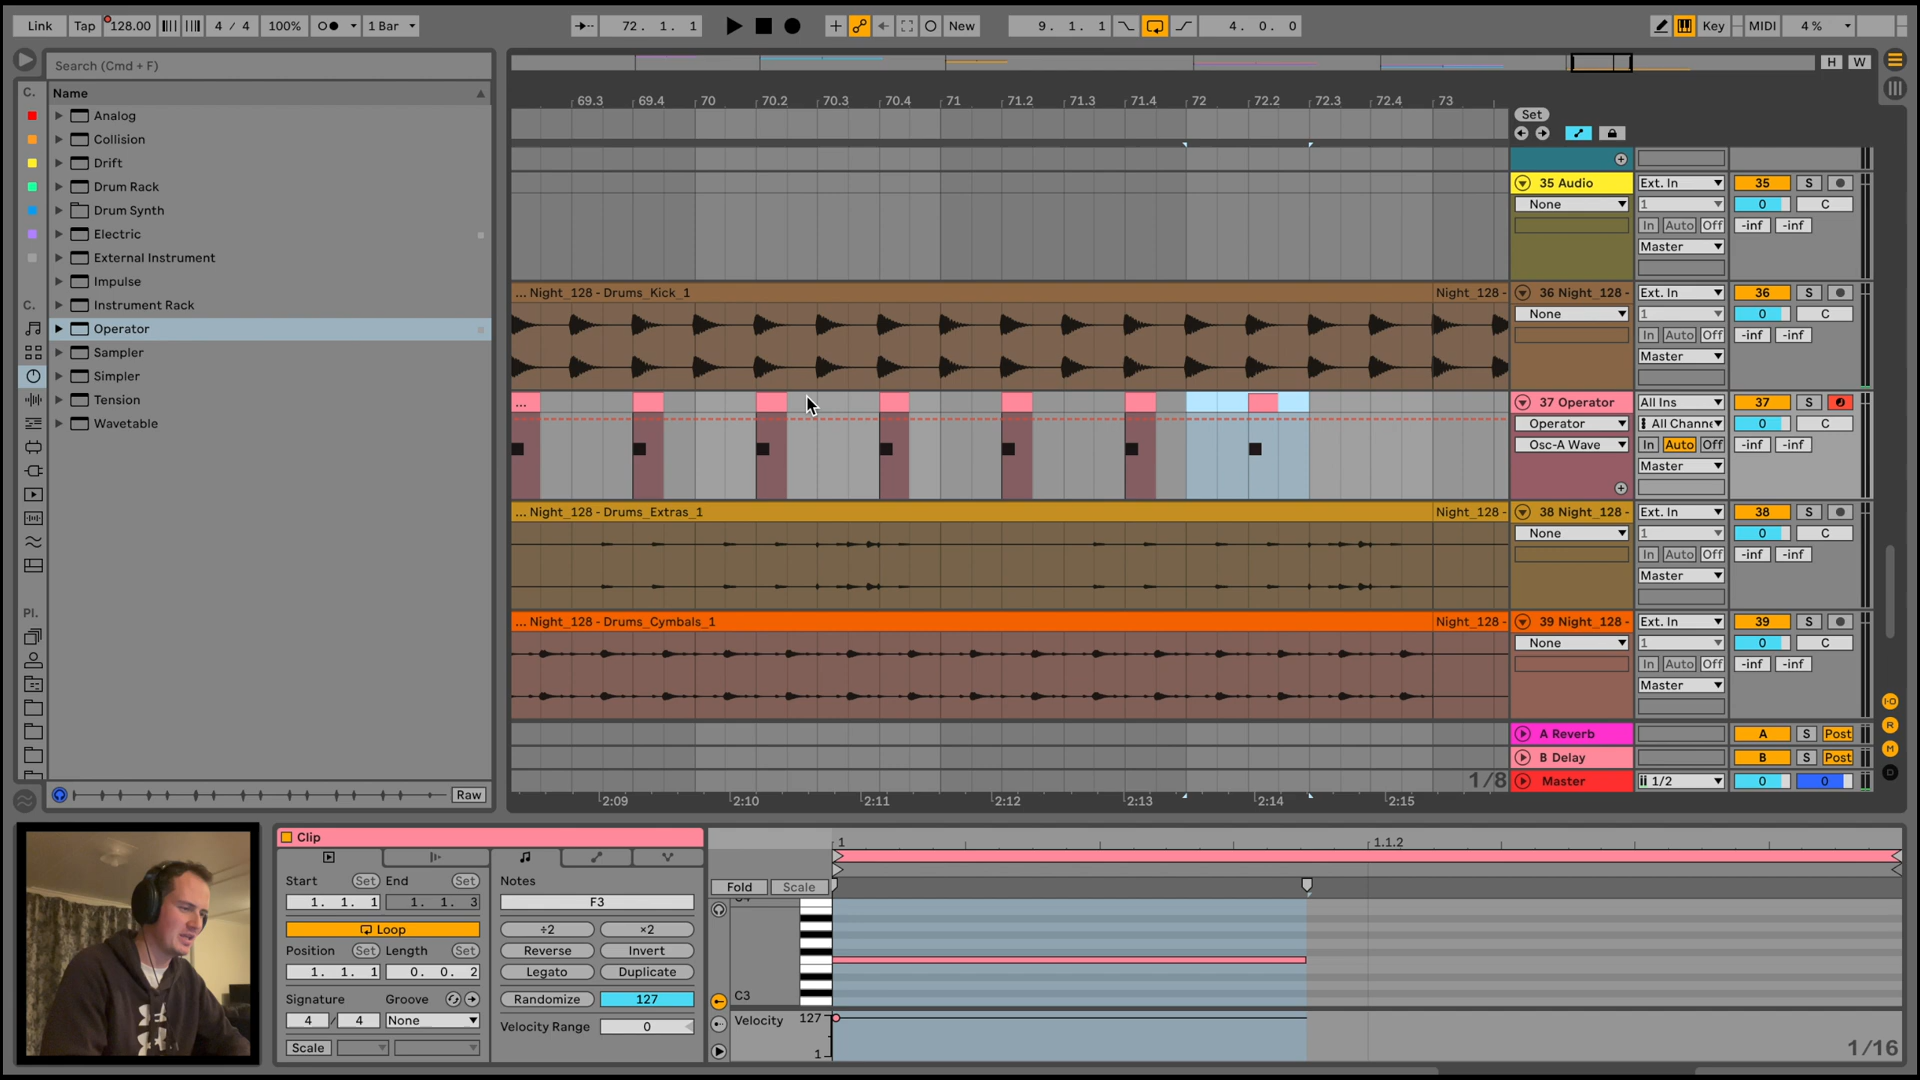 Link Tap 128.00 4 / 4 100% 1 Bar 72. 1. 1 New 9. 1. 1 4. 0. 0 Key MIDI 4 %
Search (Cmd + F)
H W
C. Name
Analog
Collision
Drift
Drum Rack
Drum Synth
Electric
External Instrument
Impulse
C. Instrument Rack
Operator
Sampler
Simpler
Tension
Wavetable
Pl.
Raw
69.3 69.4 70 70.2 70.3 70.4 71 71.2 71.3 71.4 72 72.2 72.3 72.4 73
Set
35 Audio Ext. In 35 S
None 1 0 C
In Auto Off -inf -inf
Master
... Night_128 - Drums_Kick_1 Night_128 - 36 Night_128 - Ext. In 36 S
None 1 0 C
In Auto Off -inf -inf
Master
... 37 Operator All Ins 37 S
Operator All Channe 0 C
Osc-A Wave In Auto Off -inf -inf
Master
... Night_128 - Drums_Extras_1 Night_128 - 38 Night_128 - Ext. In 38 S
None 1 0 C
In Auto Off -inf -inf
Master
... Night_128 - Drums_Cymbals_1 Night_128 - 39 Night_128 - Ext. In 39 S
None 1 0 C
In Auto Off -inf -inf
Master
A Reverb A S Post
B Delay B S Post
1/8 Master 1/2 0 0
2:09 2:10 2:11 2:12 2:13 2:14 2:15
I-O
R
M
D
Clip
Start Set End Set
1. 1. 1 1. 1. 3
Loop
Position Set Length Set
1. 1. 1 0. 0. 2
Signature Groove
4 / 4 None
Scale
Notes
F3
÷2 ×2
Reverse Invert
Legato Duplicate
Randomize 127
Velocity Range 0
1 1.1.2
Fold Scale
C3
Velocity 127
1
1/16